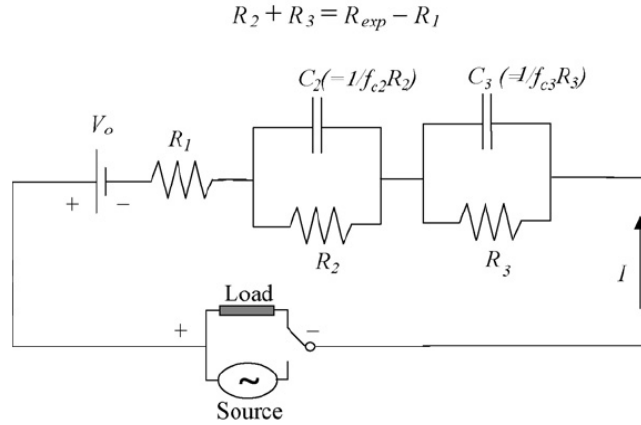 R₂ + R₃ = R_exp − R₁
C₂(=1/f_c2R₂)
C₃ (=1/f_c3R₃)
V_o
R₁
+
−
R₂
R₃
I
Load
+
−
~
Source